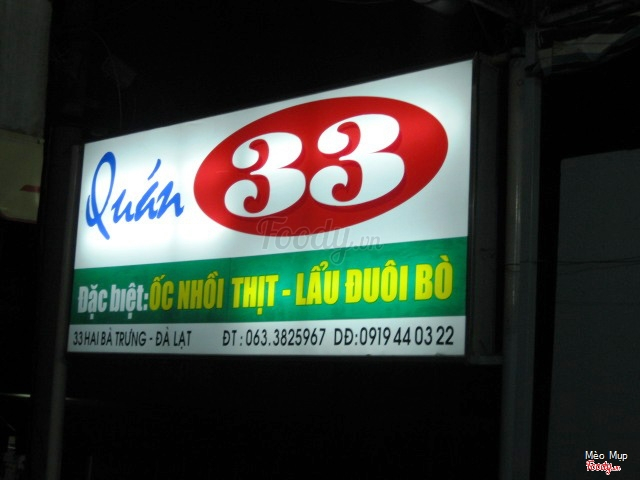 Quán 33
Foody.vn
Đặc biệt: ỐC NHỒI THỊT - LẨU ĐUÔI BÒ
33 HAI BÀ TRƯNG - ĐÀ LẠT ĐT : 063.3825967 DĐ: 0919 44 03 22
Mèo Mụp
Foody.vn